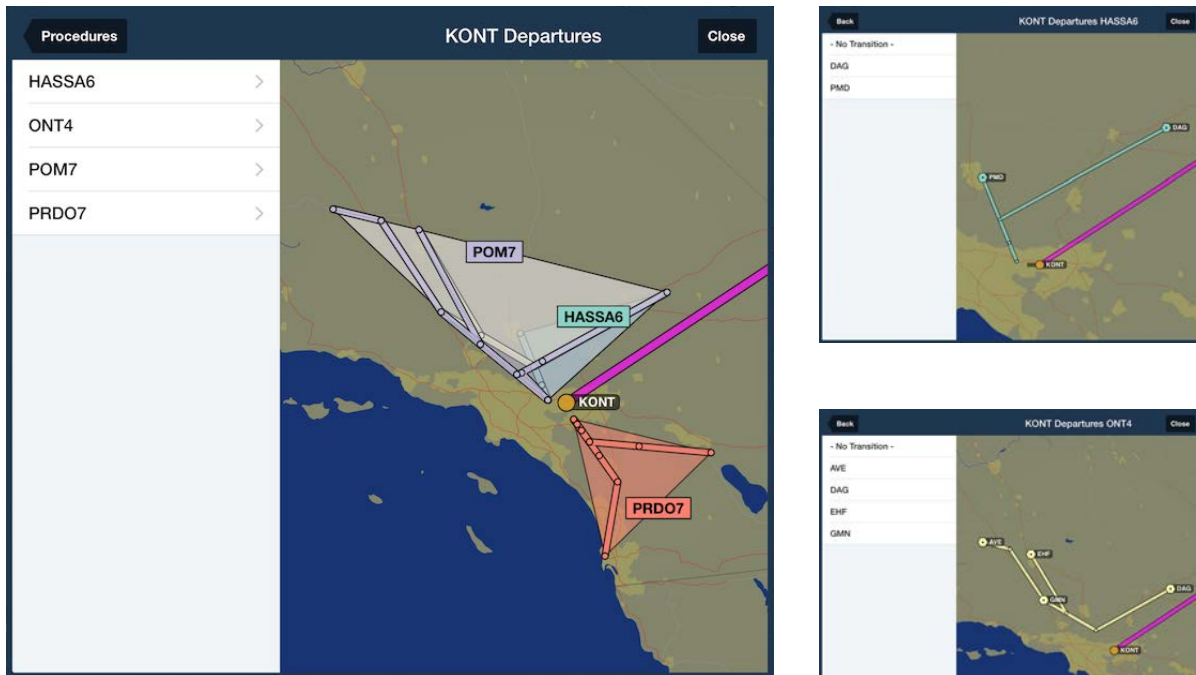 Procedures
KONT Departures
Close
HASSA6
ONT4
POM7
PRDO7
POM7
HASSA6
KONT
PRDO7
Back
KONT Departures HASSA6
Close
- No Transition -
DAG
PMD
DAG
PMD
KONT
Back
KONT Departures ONT4
Close
- No Transition -
AVE
DAG
EHF
GMN
AVE
EHF
DAG
GMN
KONT